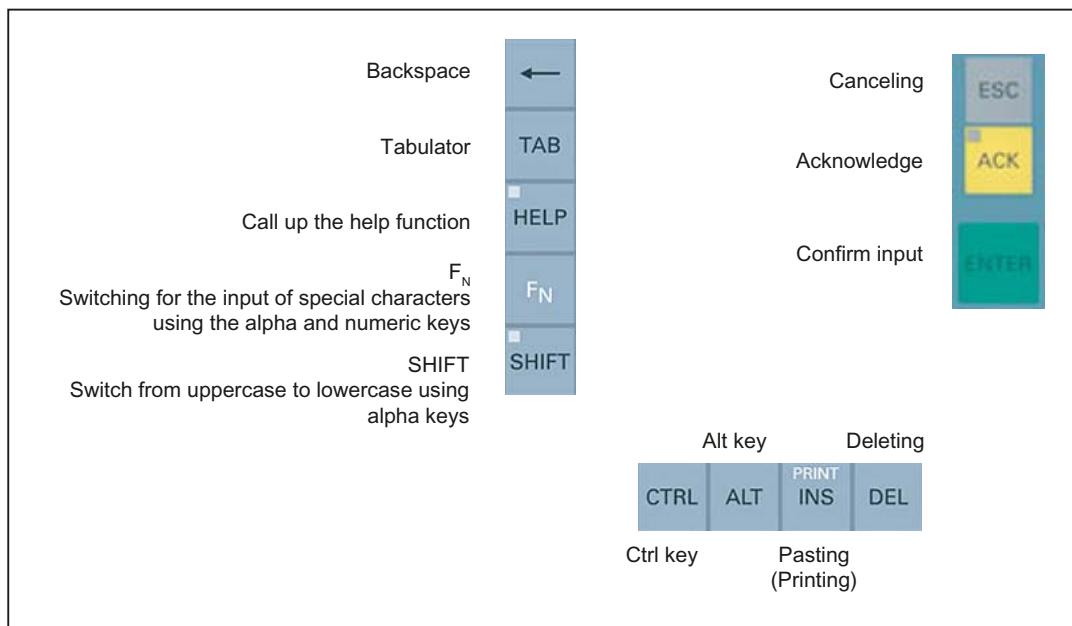 Backspace
←
Tabulator
TAB
Call up the help function
HELP
FN
Switching for the input of special characters
using the alpha and numeric keys
FN
SHIFT
Switch from uppercase to lowercase using
alpha keys
SHIFT
Canceling
ESC
Acknowledge
ACK
Confirm input
ENTER
Alt key
Deleting
PRINT
CTRL
ALT
INS
DEL
Ctrl key
Pasting
(Printing)